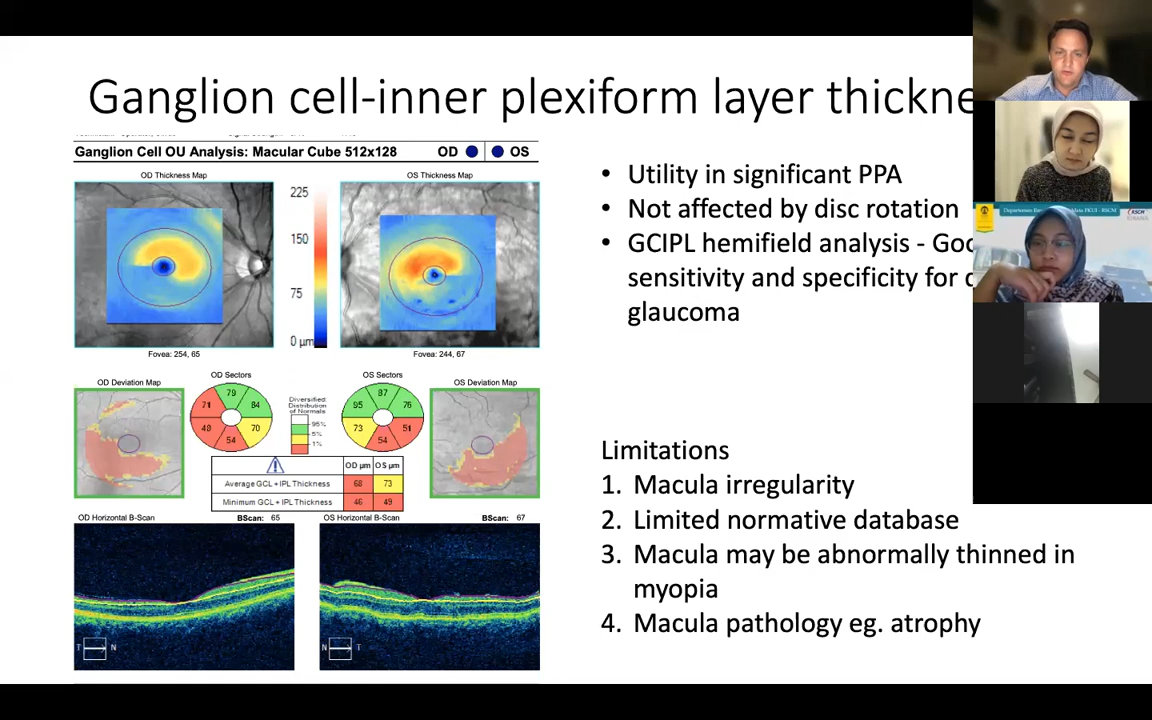 Ganglion cell-inner plexiform layer
Ganglion Cell OU Analysis: Macular Cube 512x128 OD OS
OD Thickness Map
OS Thickness Map
225
150
75
0 µm
Fovea: 254, 65
Fovea: 244, 67
OD Deviation Map
OD Sectors
OS Sectors
OS Deviation Map
79
71
84
48
70
54
Diversified:
Distribution
of Normals
95%
5%
1%
87
95
76
73
51
54
OD µm OS µm
Average GCL + IPL Thickness 68 73
Minimum GCL + IPL Thickness 46 49
OD Horizontal B-Scan BScan: 65
OS Horizontal B-Scan BScan: 67
T N
N T
• Utility in significant PPA
• Not affected by disc rotation
• GCIPL hemifield analysis -
sensitivity and specificity for
glaucoma
Limitations
1. Macula irregularity
2. Limited normative database
3. Macula may be abnormally thinned in
myopia
4. Macula pathology eg. atrophy